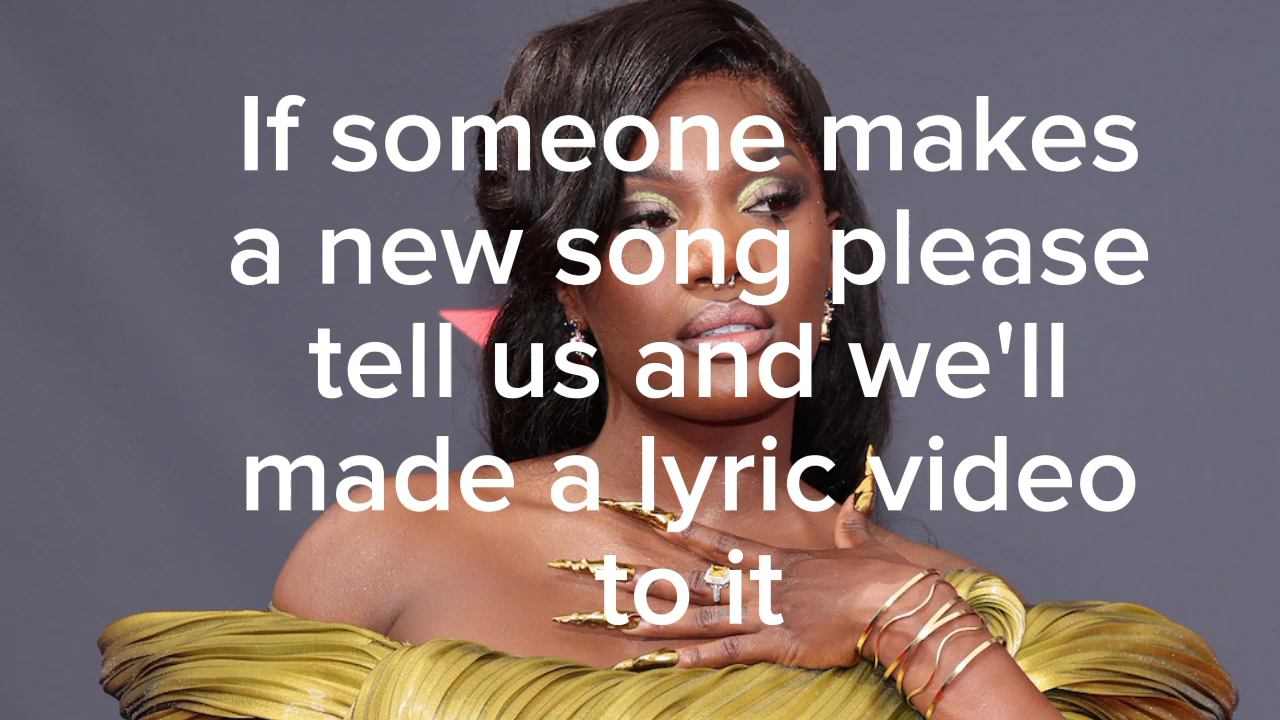 If someone makes
a new song please
tell us and we'll
made a lyric video
to it